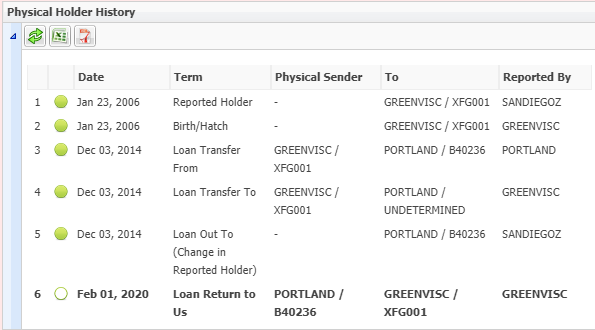 Physical Holder History
Date Term Physical Sender To Reported By
1 Jan 23, 2006 Reported Holder - GREENVISC / XFG001 SANDIEGOZ
2 Jan 23, 2006 Birth/Hatch - GREENVISC / XFG001 GREENVISC
3 Dec 03, 2014 Loan Transfer GREENVISC / PORTLAND / B40236 PORTLAND
From XFG001
4 Dec 03, 2014 Loan Transfer To GREENVISC / PORTLAND / GREENVISC
XFG001 UNDETERMINED
5 Dec 03, 2014 Loan Out To - PORTLAND / B40236 SANDIEGOZ
(Change in
Reported Holder)
6 Feb 01, 2020 Loan Return to PORTLAND / GREENVISC / GREENVISC
Us B40236 XFG001